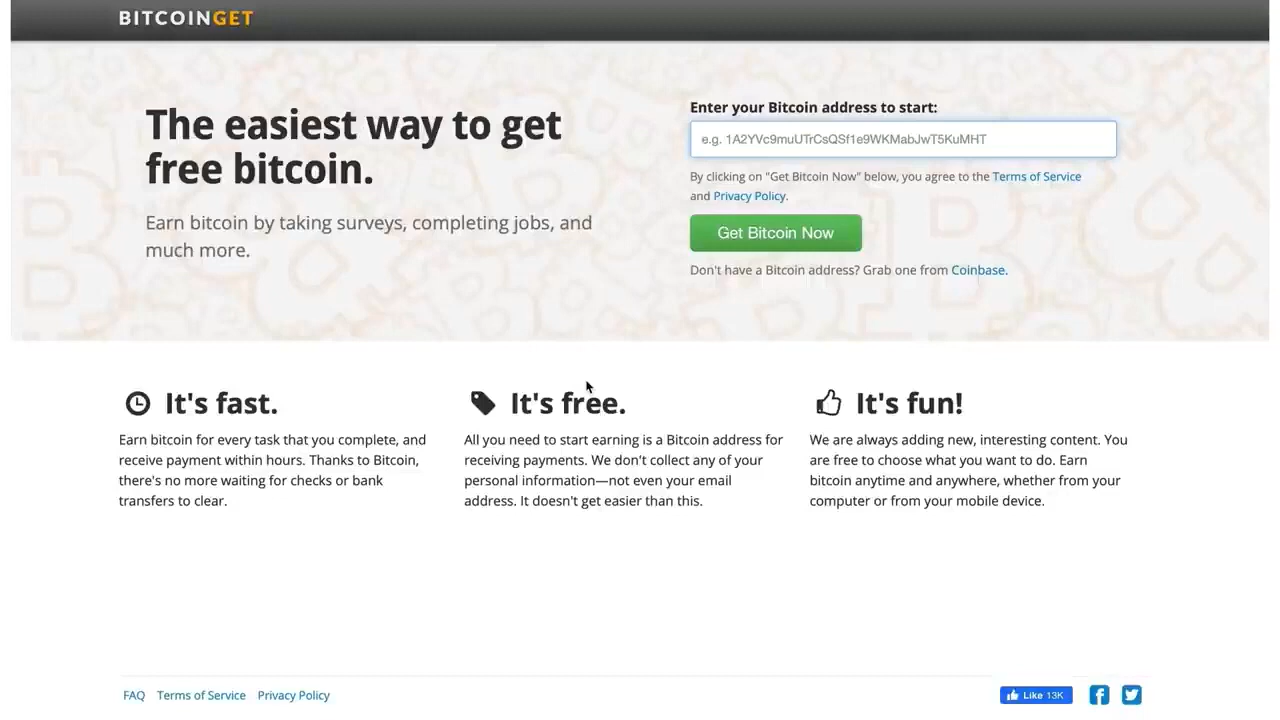 BITCOINGET
The easiest way to get
free bitcoin.
Earn bitcoin by taking surveys, completing jobs, and
much more.
Enter your Bitcoin address to start:
e.g. 1A2YVc9muUTrCsQSf1e9WKMabJwT5KuMHT
By clicking on "Get Bitcoin Now" below, you agree to the Terms of Service
and Privacy Policy.
Get Bitcoin Now
Don't have a Bitcoin address? Grab one from Coinbase.
It's fast.
Earn bitcoin for every task that you complete, and
receive payment within hours. Thanks to Bitcoin,
there's no more waiting for checks or bank
transfers to clear.
It's free.
All you need to start earning is a Bitcoin address for
receiving payments. We don't collect any of your
personal information—not even your email
address. It doesn't get easier than this.
It's fun!
We are always adding new, interesting content. You
are free to choose what you want to do. Earn
bitcoin anytime and anywhere, whether from your
computer or from your mobile device.
FAQ Terms of Service Privacy Policy
Like 13K